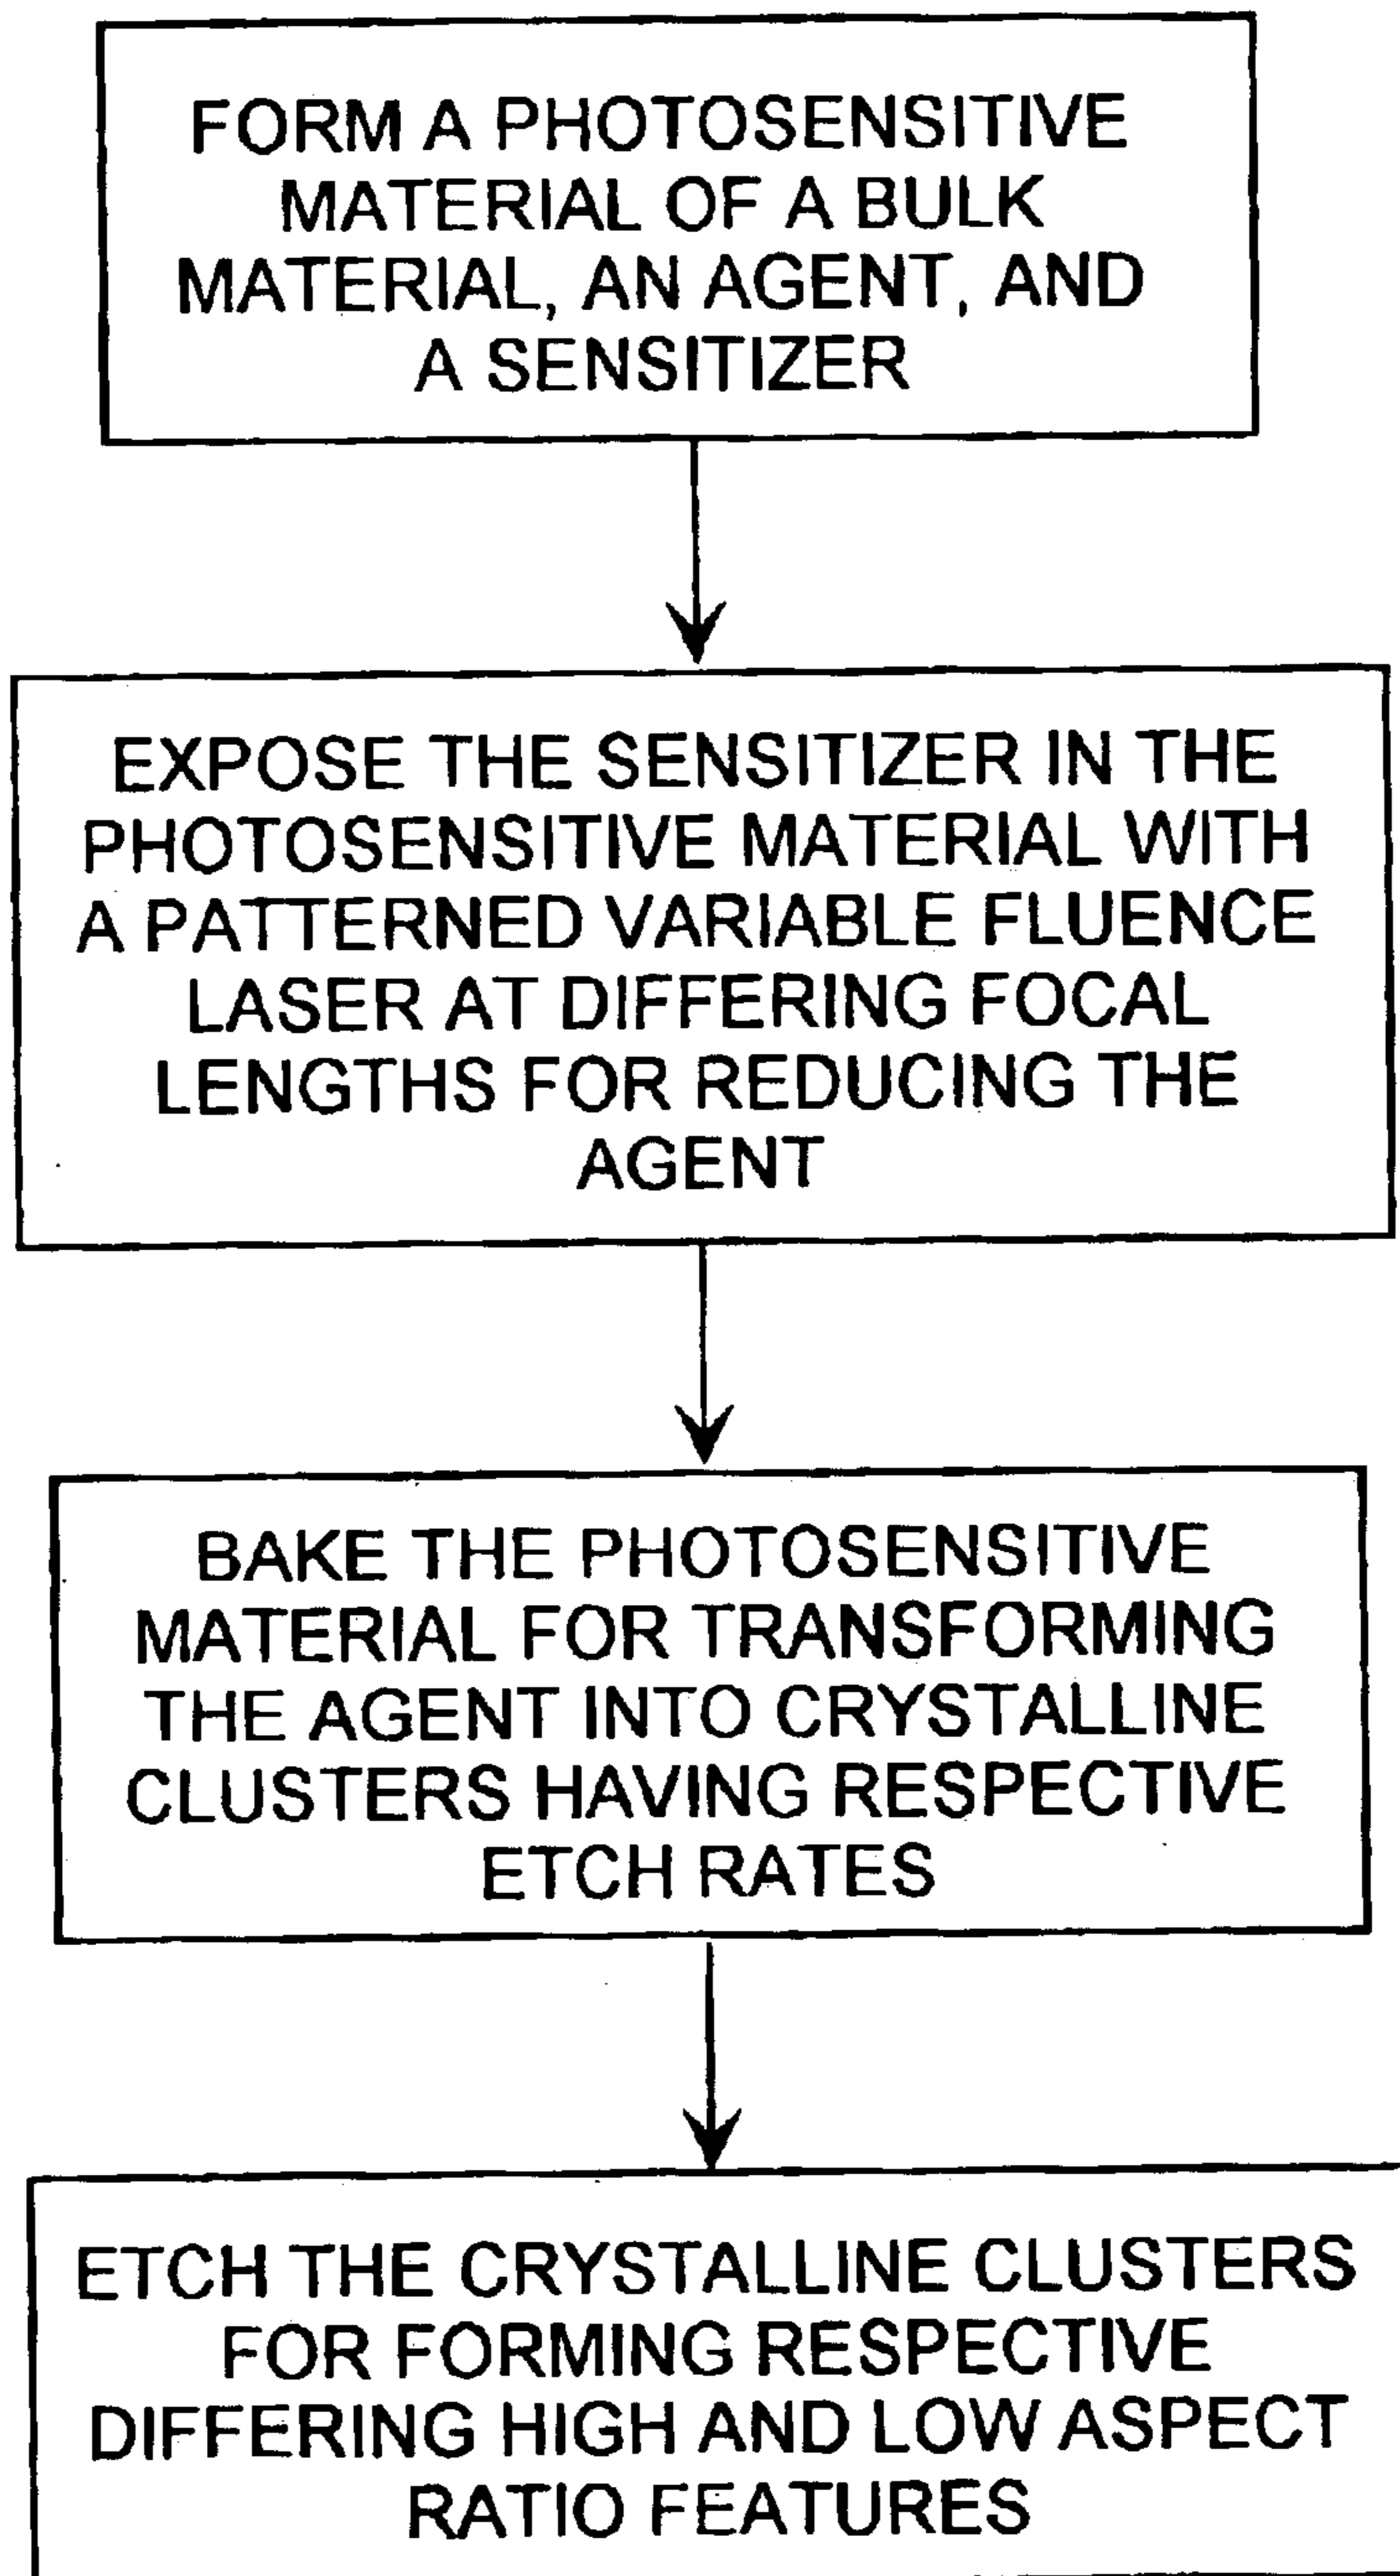 FORM A PHOTOSENSITIVE
MATERIAL OF A BULK
MATERIAL, AN AGENT, AND
A SENSITIZER
EXPOSE THE SENSITIZER IN THE
PHOTOSENSITIVE MATERIAL WITH
A PATTERNED VARIABLE FLUENCE
LASER AT DIFFERING FOCAL
LENGTHS FOR REDUCING THE
AGENT
BAKE THE PHOTOSENSITIVE
MATERIAL FOR TRANSFORMING
THE AGENT INTO CRYSTALLINE
CLUSTERS HAVING RESPECTIVE
ETCH RATES
ETCH THE CRYSTALLINE CLUSTERS
FOR FORMING RESPECTIVE
DIFFERING HIGH AND LOW ASPECT
RATIO FEATURES